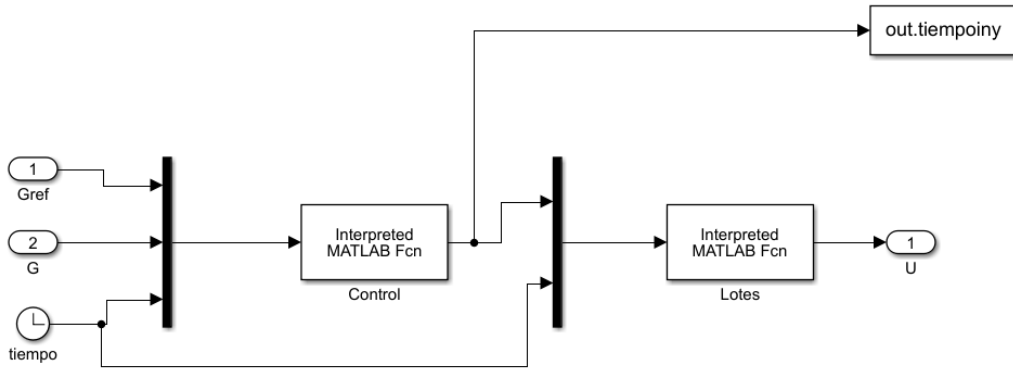 out.tiempoiny
1
Gref
2
G
tiempo
Interpreted
MATLAB Fcn
Control
Interpreted
MATLAB Fcn
Lotes
1
U